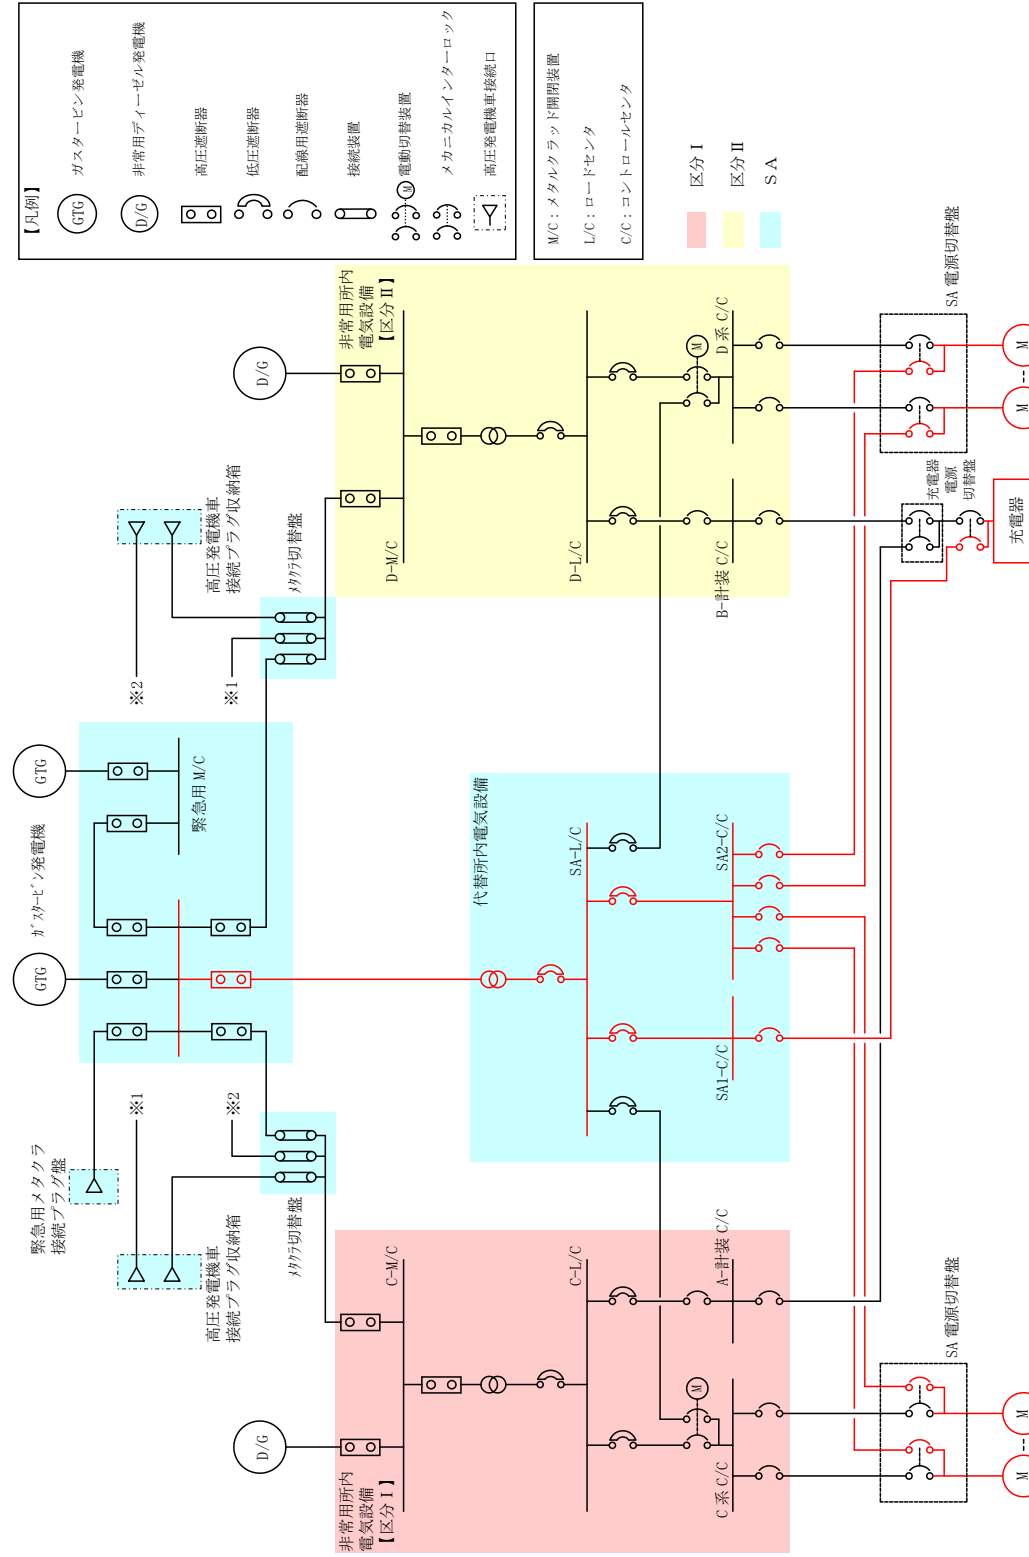 【凡例】
GTG
ガスタービン発電機
D/G
非常用ディーゼル発電機
高圧遮断器
低圧遮断器
配線用遮断器
接続装置
M
電動切替装置
メカニカルインターロック
高圧発電機車接続口
M/C：メタルクラッド開閉装置
L/C：ロードセンタ
C/C：コントロールセンタ
区分Ⅰ
区分Ⅱ
ＳＡ
緊急用メタクラ
接続プラグ盤
GTG
ｶﾞｽﾀｰﾋﾞﾝ発電機
GTG
緊急用M/C
※1
※2
高圧発電機車
接続プラグ収納箱
ﾒﾀｸﾗ切替盤
※2
※1
高圧発電機車
接続プラグ収納箱
ﾒﾀｸﾗ切替盤
D/G
非常用所内
電気設備
【区分Ⅰ】
C-M/C
C-L/C
M
C系C/C
A-計装C/C
代替所内電気設備
SA-L/C
SA1-C/C
SA2-C/C
D/G
非常用所内
電気設備
【区分Ⅱ】
D-M/C
D-L/C
M
B-計装C/C
D系C/C
SA電源切替盤
M
M
充電器
電源
切替盤
充電器
SA電源切替盤
M
M